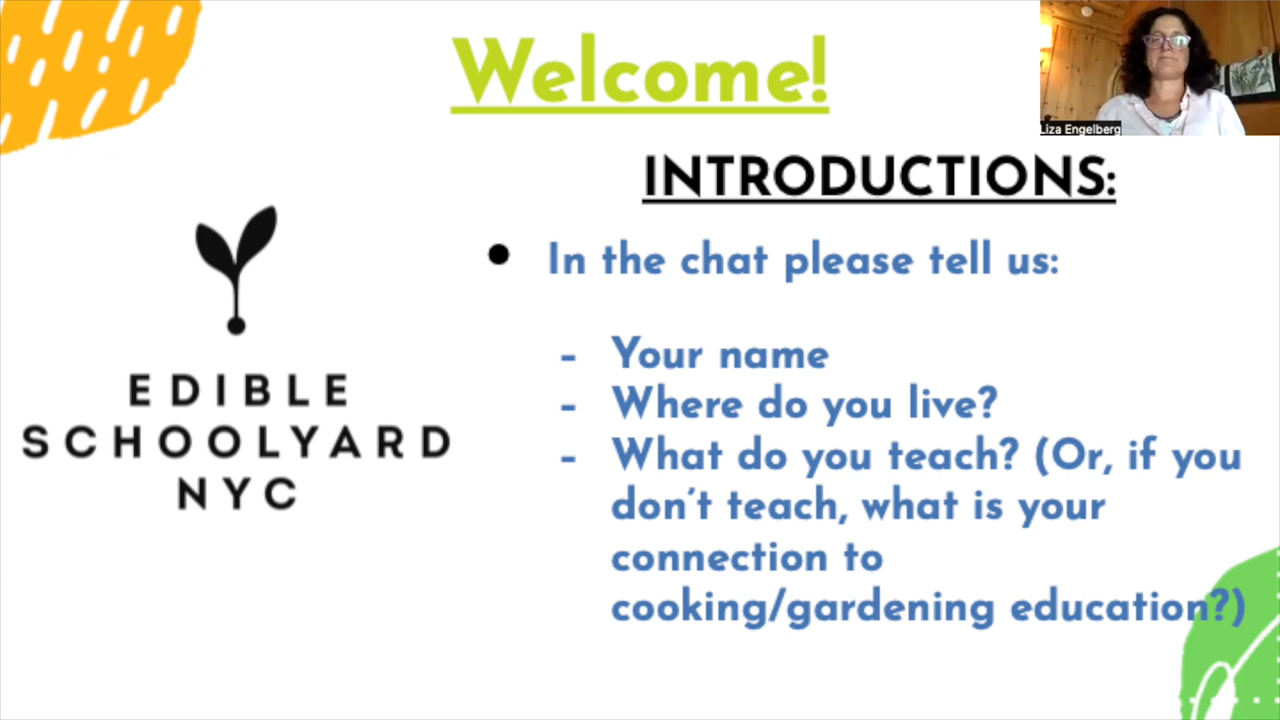 Welcome!
Liza Engelberg
INTRODUCTIONS:
In the chat please tell us:
- Your name
- Where do you live?
- What do you teach? (Or, if you
don’t teach, what is your
connection to
cooking/gardening education?)
EDIBLE
SCHOOLYARD
NYC